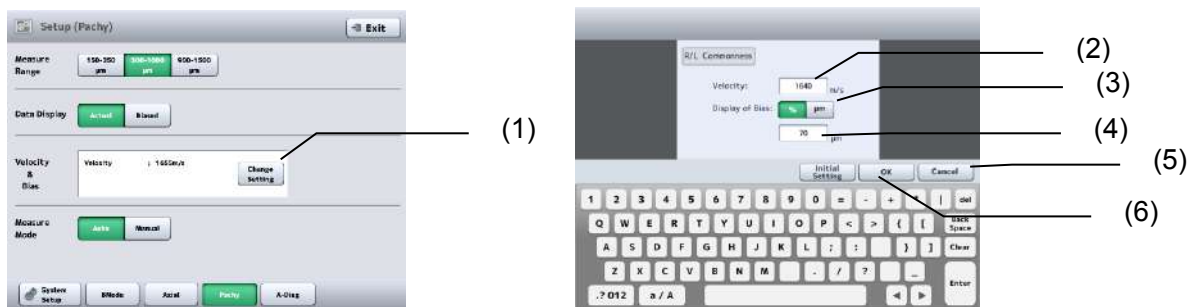 Setup (Pachy)
Exit
Measure Range
150-350 µm
300-1000 µm
900-1500 µm
Data Display
Actual
Biased
Velocity & Bias
Velocity : 1655m/s
Change Setting
(1)
Measure Mode
Auto
Manual
System Setup
BMode
Axial
Pachy
A-Diag
R/L Commonness
Velocity: 1640 m/s
(2)
Display of Bias: % µm
(3)
70 µm
(4)
Initial Setting
OK
Cancel
(5)
(6)
1 2 3 4 5 6 7 8 9 0 = - + * | del
Q W E R T Y U I O P < > { [ Back Space
A S D F G H J K L ; : } ] Clear
Z X C V B N M . / ? _ Enter
.?012 a / A ◀ ▶